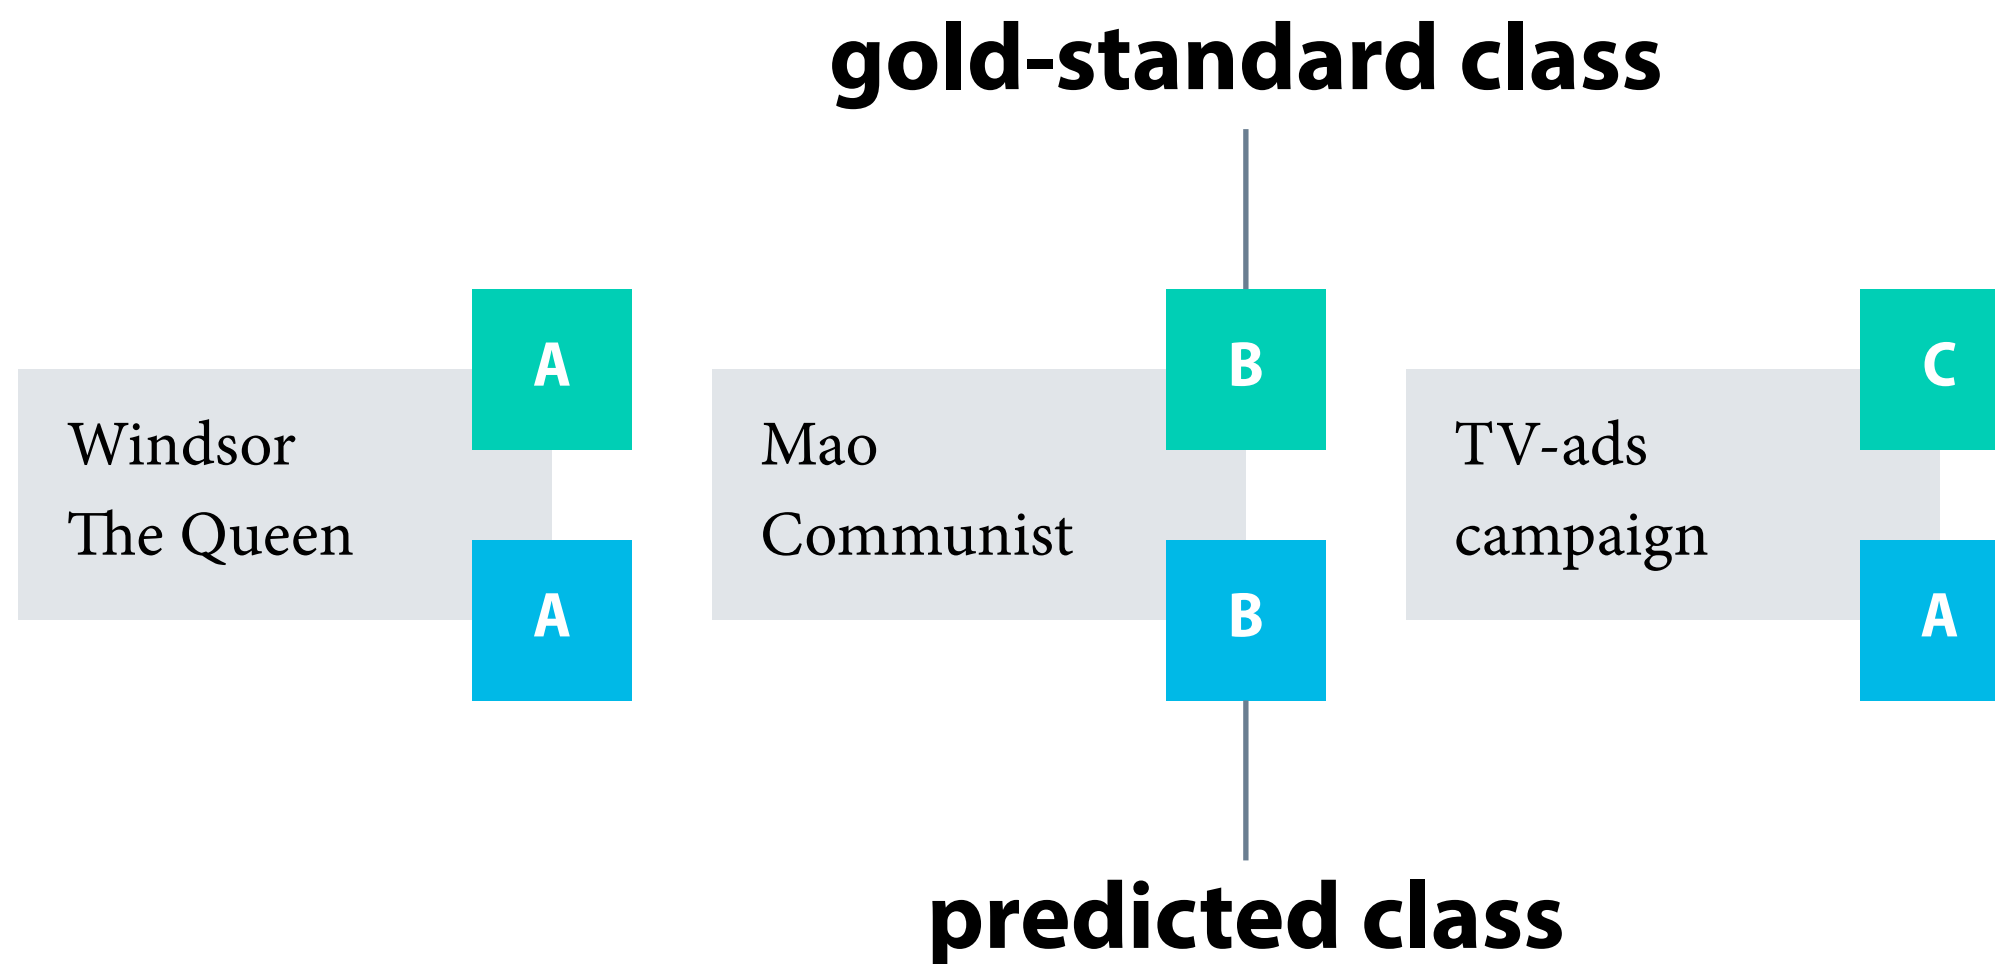 gold-standard class
A
B
C
Windsor
The Queen
Mao
Communist
TV-ads
campaign
A
B
A
predicted class